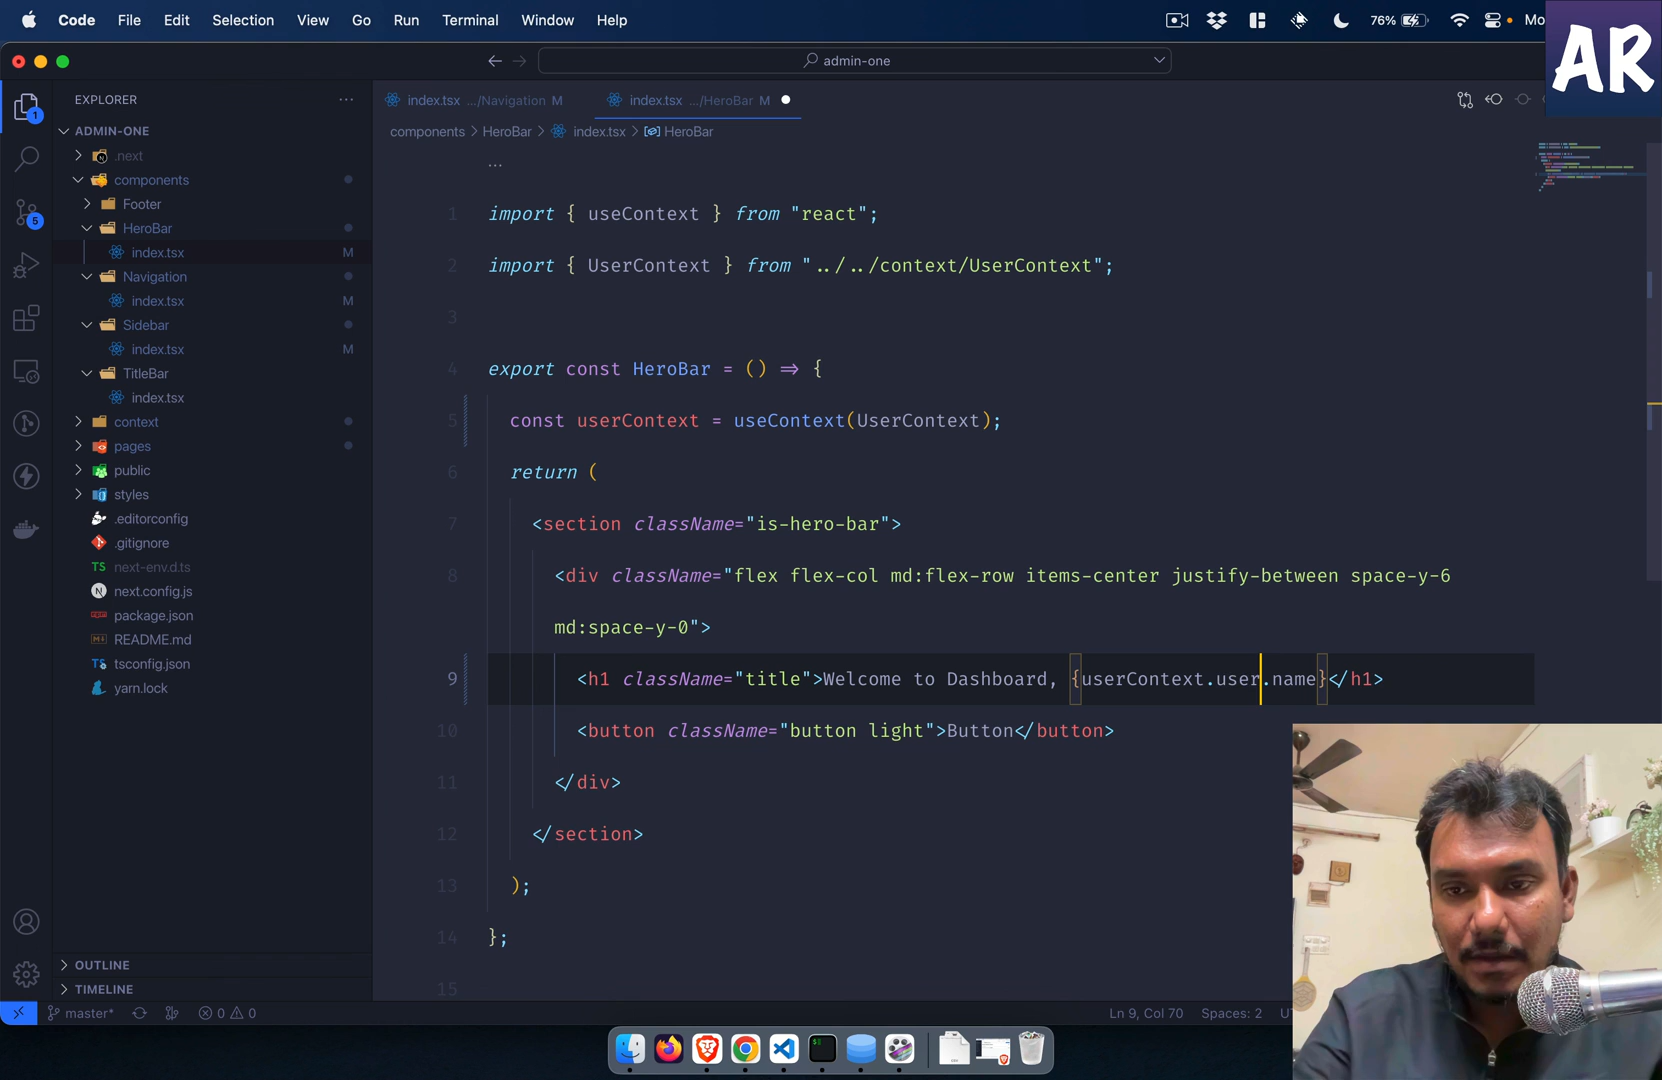 Code File Edit Selection View Go Run Terminal Window Help 76% Mo
AR
admin-one
EXPLORER
index.tsx .../Navigation M
index.tsx .../HeroBar M
components > HeroBar > index.tsx > HeroBar
ADMIN-ONE
.next
components
Footer
HeroBar
index.tsx M
Navigation
index.tsx M
Sidebar
index.tsx M
TitleBar
index.tsx
context
pages
public
styles
.editorconfig
.gitignore
TS next-env.d.ts
next.config.js
package.json
README.md
tsconfig.json
yarn.lock
OUTLINE
TIMELINE
1
5
...
1 import { useContext } from "react";
2 import { UserContext } from "../../context/UserContext";
3
4 export const HeroBar = () => {
5 const userContext = useContext(UserContext);
6 return (
7 <section className="is-hero-bar">
8 <div className="flex flex-col md:flex-row items-center justify-between space-y-6
md:space-y-0">
9 <h1 className="title">Welcome to Dashboard, {userContext.user.name}</h1>
10 <button className="button light">Button</button>
11 </div>
12 </section>
13 );
14 };
15
master* 0 0 Ln 9, Col 70 Spaces: 2